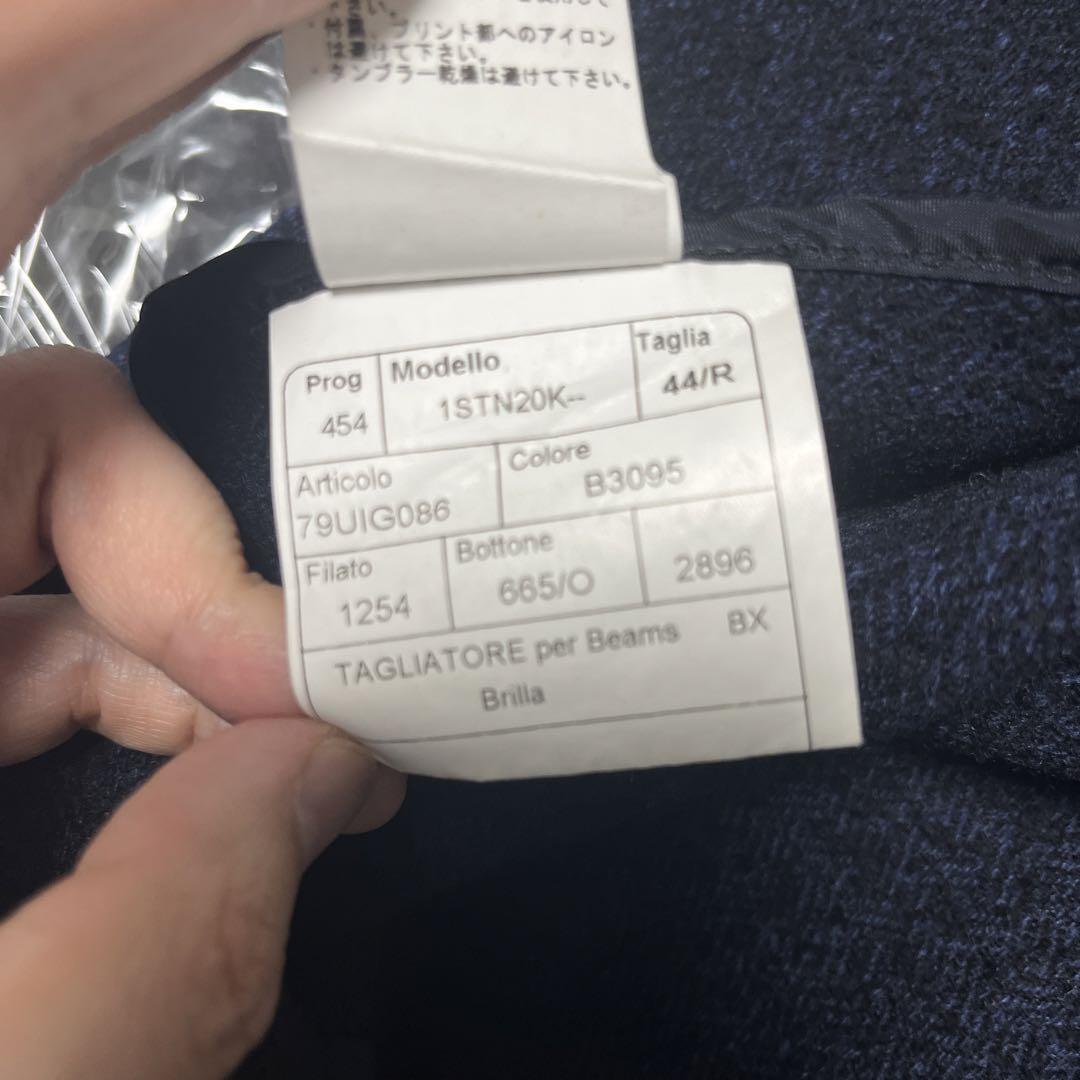 さい。
・付属、プリント部へのアイロン
は避けて下さい。
・タンブラー乾燥は避けて下さい。
Prog Modello Taglia
454 1STN20K-- 44/R
Articolo Colore
79UIG086 B3095
Filato Bottone
1254 665/O 2896
TAGLIATORE per Beams BX
Brilla